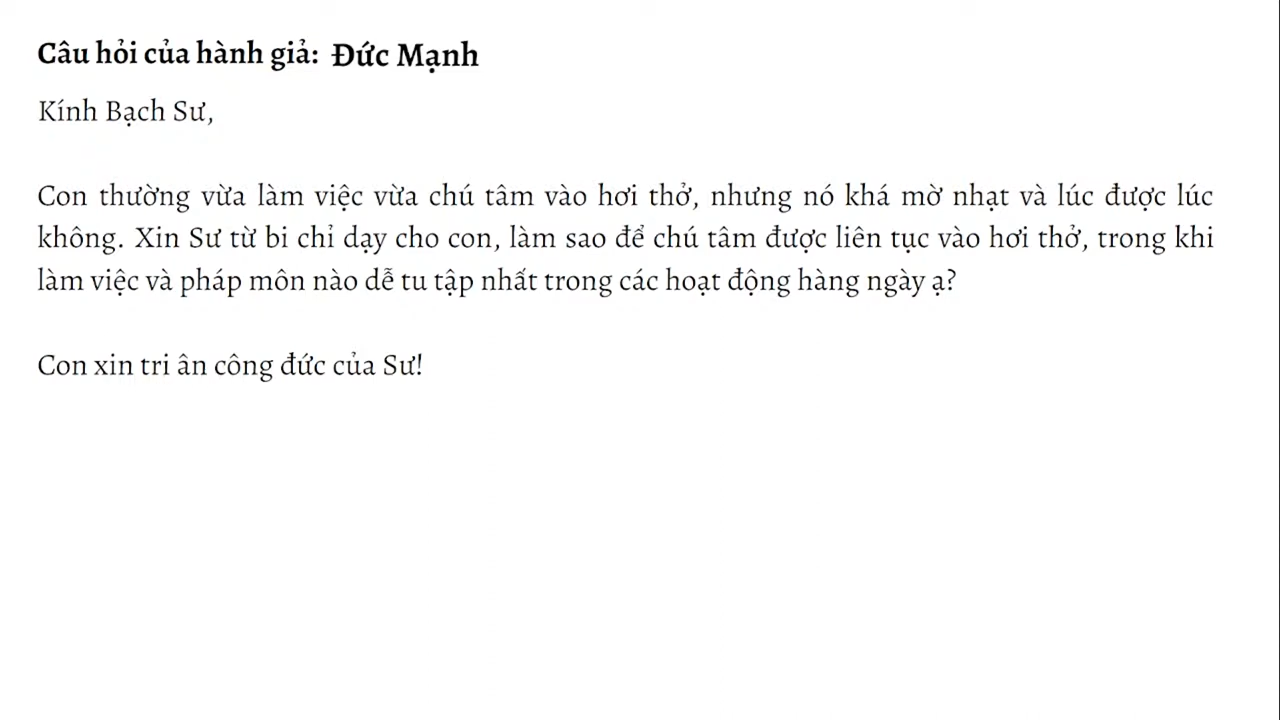 Câu hỏi của hành giả: Đức Mạnh
Kính Bạch Sư,
Con thường vừa làm việc vừa chú tâm vào hơi thở, nhưng nó khá mờ nhạt và lúc được lúc
không. Xin Sư từ bi chỉ dạy cho con, làm sao để chú tâm được liên tục vào hơi thở, trong khi
làm việc và pháp môn nào dễ tu tập nhất trong các hoạt động hàng ngày ạ?
Con xin tri ân công đức của Sư!